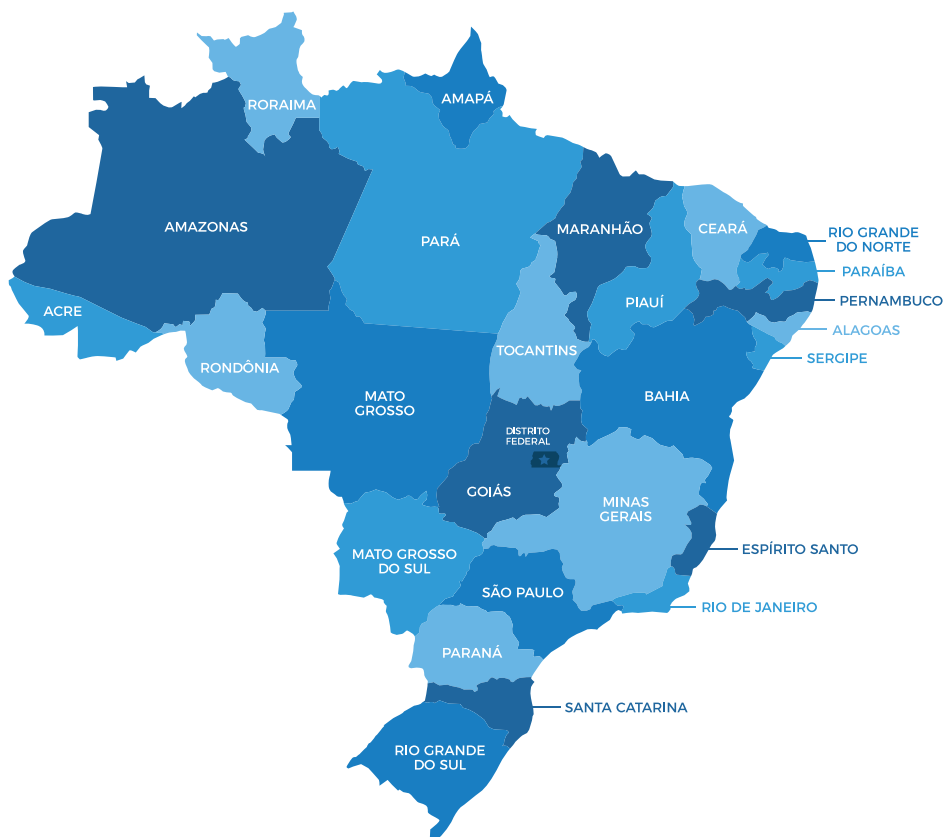 RORAIMA
AMAPÁ
AMAZONAS
PARÁ
MARANHÃO
CEARÁ
RIO GRANDE
DO NORTE
PARAÍBA
PERNAMBUCO
ALAGOAS
SERGIPE
PIAUÍ
ACRE
RONDÔNIA
TOCANTINS
MATO
GROSSO
BAHIA
DISTRITO
FEDERAL
GOIÁS
MINAS
GERAIS
MATO GROSSO
DO SUL
ESPÍRITO SANTO
SÃO PAULO
RIO DE JANEIRO
PARANÁ
SANTA CATARINA
RIO GRANDE
DO SUL